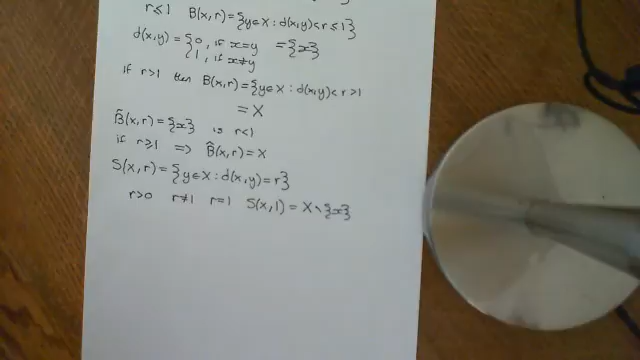 r≤1 B(x,r)={y∈X : d(x,y)<r≤1}
d(x,y)={0, if x=y ={x}
1, if x≠y
if r>1 then B(x,r)={y∈X : d(x,y)<r>1
=X
B̄(x,r)={x} is r<1
if r≥1 ⟹ B̄(x,r)=X
S(x,r)={y∈X : d(x,y)=r}
r>0 r≠1 r=1 S(x,1)=X∖{x}